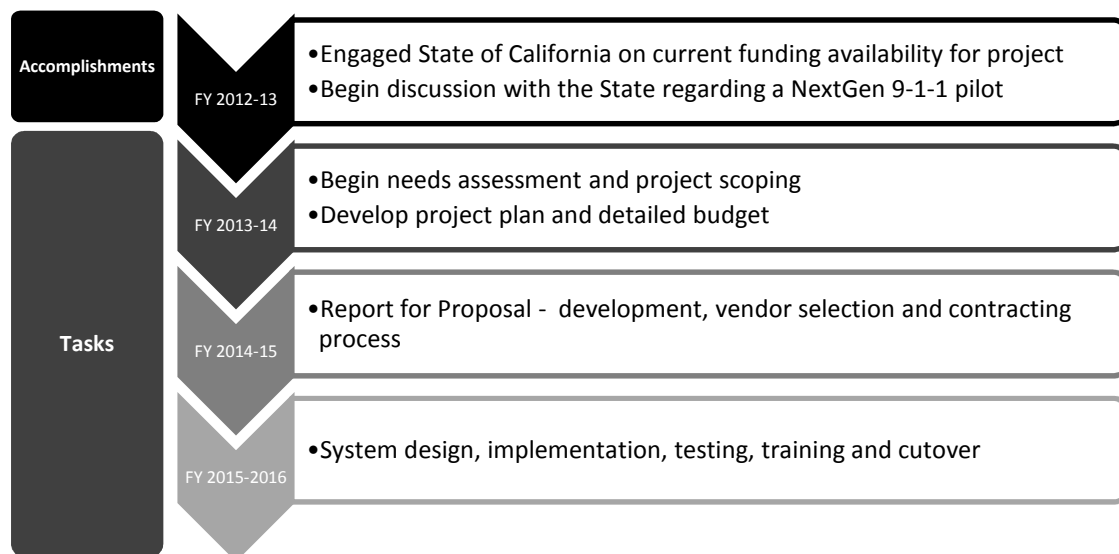 Accomplishments
FY 2012-13
•Engaged State of California on current funding availability for project
•Begin discussion with the State regarding a NextGen 9-1-1 pilot
Tasks
FY 2013-14
•Begin needs assessment and project scoping
•Develop project plan and detailed budget
FY 2014-15
•Report for Proposal - development, vendor selection and contracting
process
FY 2015-2016
•System design, implementation, testing, training and cutover